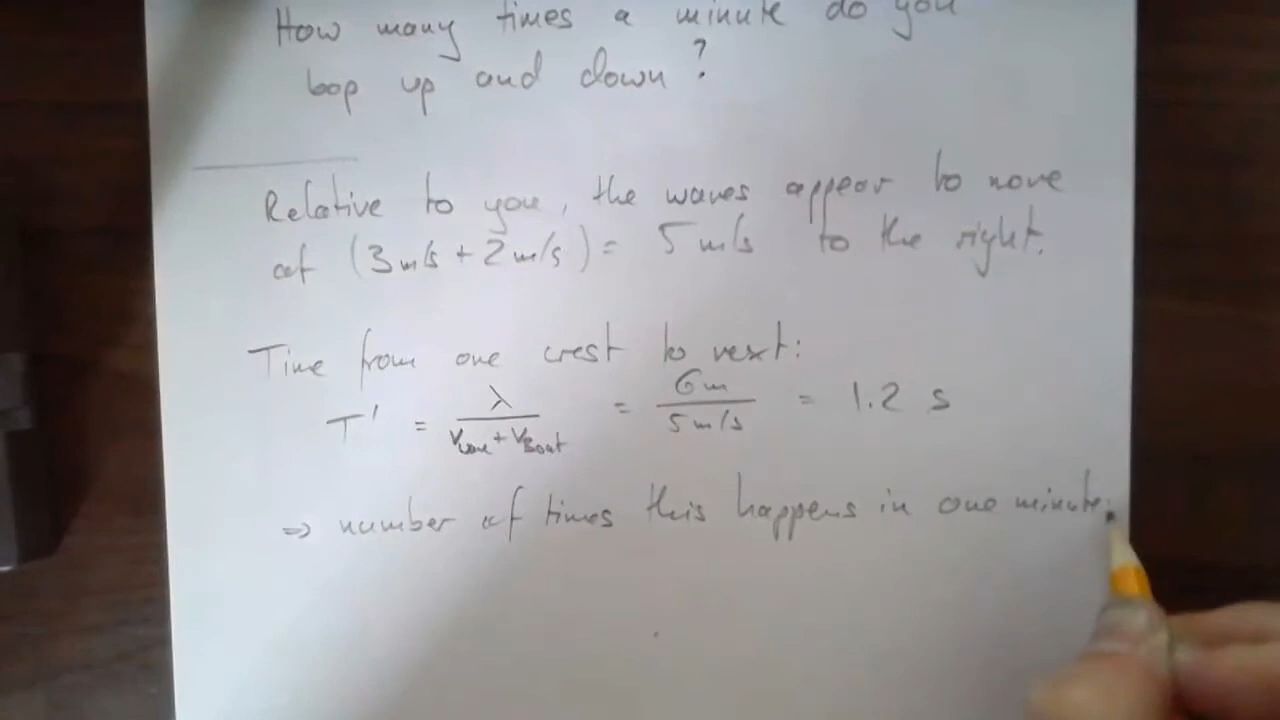 How many times a minute do you
bop up and down?
Relative to you, the waves appear to move
at (3m/s + 2m/s) = 5m/s to the right.
Time from one crest to next:
T' = λ / (vwave + vBoat) = 6m / 5m/s = 1.2 s
⇒ number of times this happens in one minute: